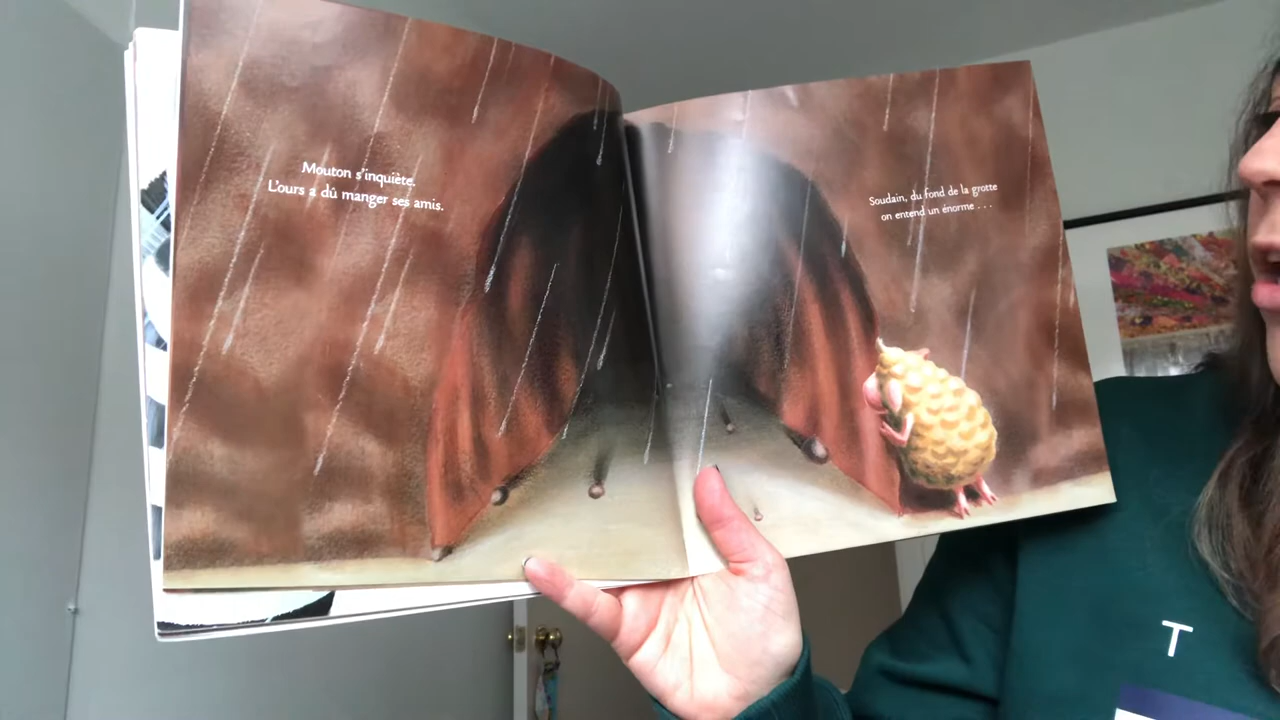 Mouton s'inquiète.
L'ours a dû manger ses amis.
Soudain, du fond de la grotte
on entend un énorme . . .
T